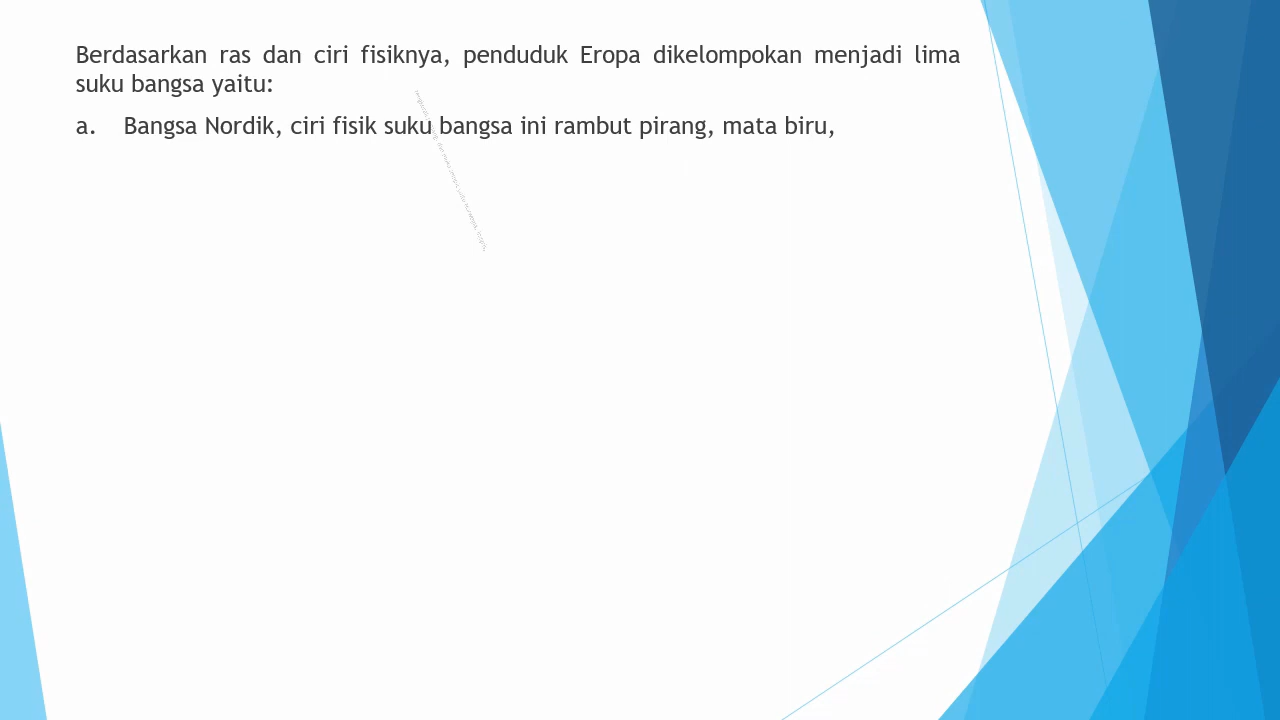 Berdasarkan ras dan ciri fisiknya, penduduk Eropa dikelompokan menjadi lima
suku bangsa yaitu:
a. Bangsa Nordik, ciri fisik suku bangsa ini rambut pirang, mata biru,